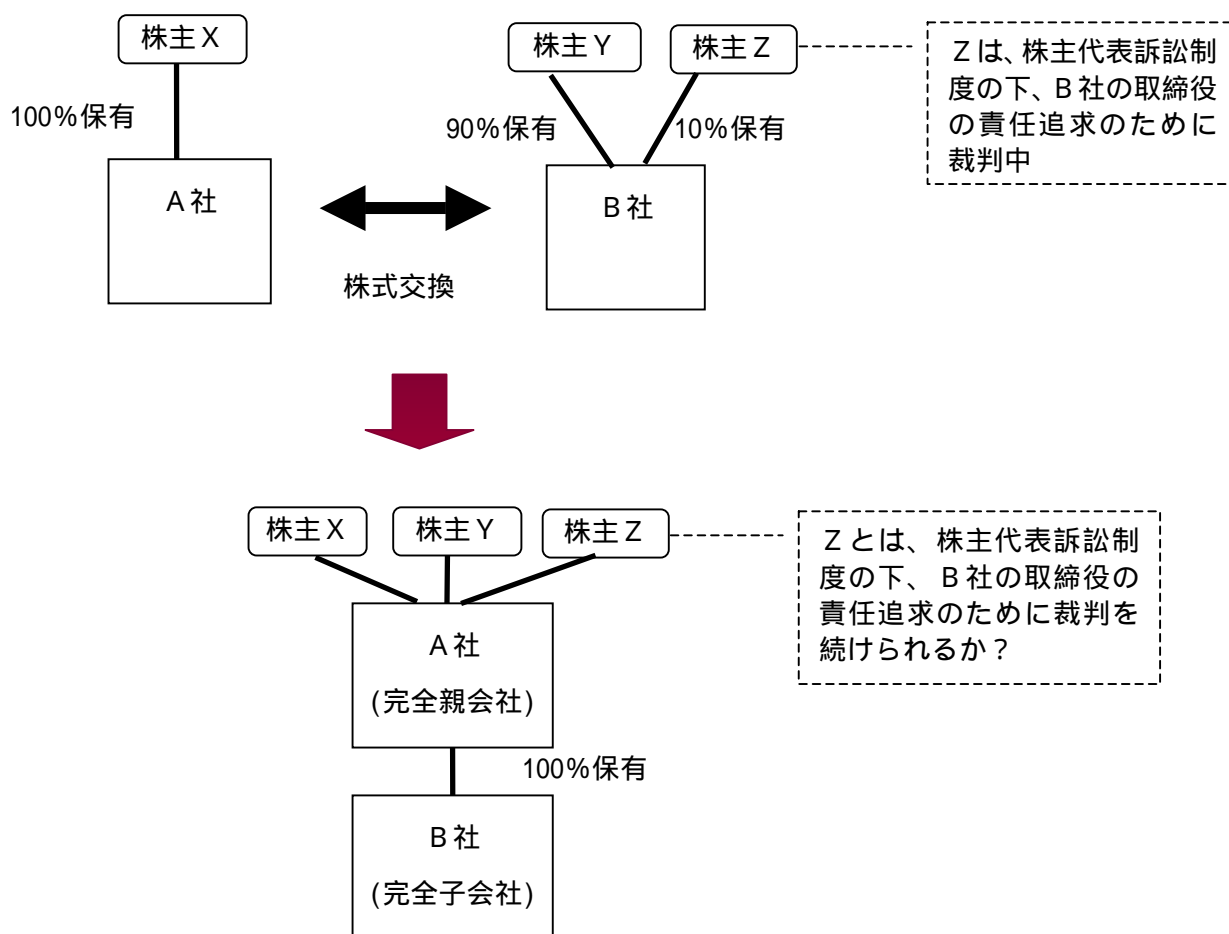 株主Ｘ
株主Ｙ
株主Ｚ
Ｚは、株主代表訴訟制
度の下、Ｂ社の取締役
の責任追求のために
裁判中
100％保有
90％保有
10％保有
Ａ社
Ｂ社
株式交換
株主Ｘ
株主Ｙ
株主Ｚ
Ｚとは、株主代表訴訟制
度の下、Ｂ社の取締役の
責任追求のために裁判を
続けられるか？
Ａ社
(完全親会社)
100％保有
Ｂ社
(完全子会社)